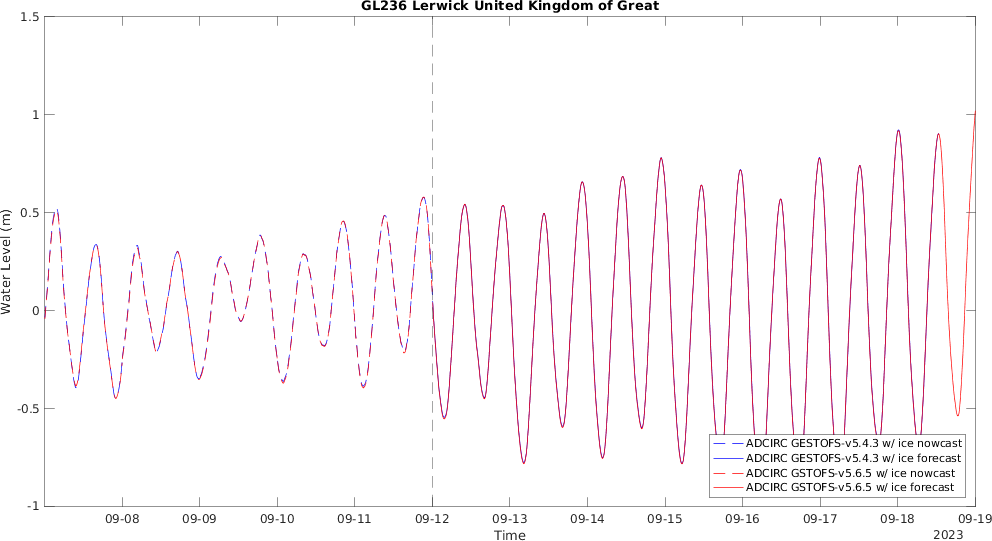 GL236 Lerwick United Kingdom of Great
1.5
1
0.5
0
-0.5
-1
Water Level (m)
ADCIRC GESTOFS-v5.4.3 w/ ice nowcast
ADCIRC GESTOFS-v5.4.3 w/ ice forecast
ADCIRC GSTOFS-v5.6.5 w/ ice nowcast
ADCIRC GSTOFS-v5.6.5 w/ ice forecast
09-08 09-09 09-10 09-11 09-12 09-13 09-14 09-15 09-16 09-17 09-18 09-19
Time
2023